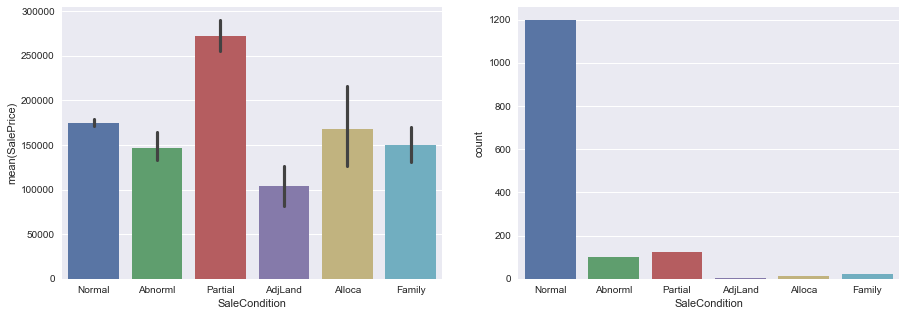 300000
250000
200000
150000
100000
50000
0
mean(SalePrice)
Normal Abnorml Partial AdjLand Alloca Family
SaleCondition
1200
1000
800
600
400
200
0
count
Normal Abnorml Partial AdjLand Alloca Family
SaleCondition